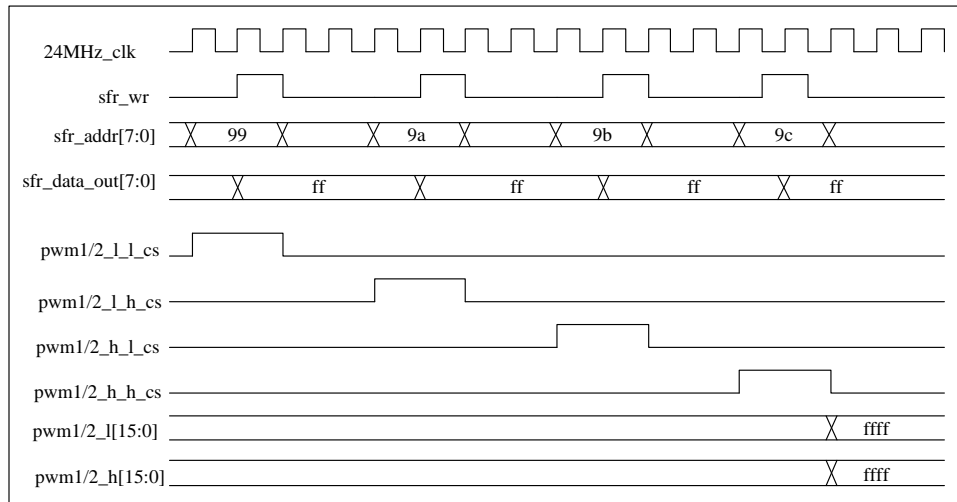 24MHz_clk
sfr_wr
sfr_addr[7:0] 99 9a 9b 9c
sfr_data_out[7:0] ff ff ff ff
pwm1/2_l_l_cs
pwm1/2_l_h_cs
pwm1/2_h_l_cs
pwm1/2_h_h_cs
pwm1/2_l[15:0] ffff
pwm1/2_h[15:0] ffff